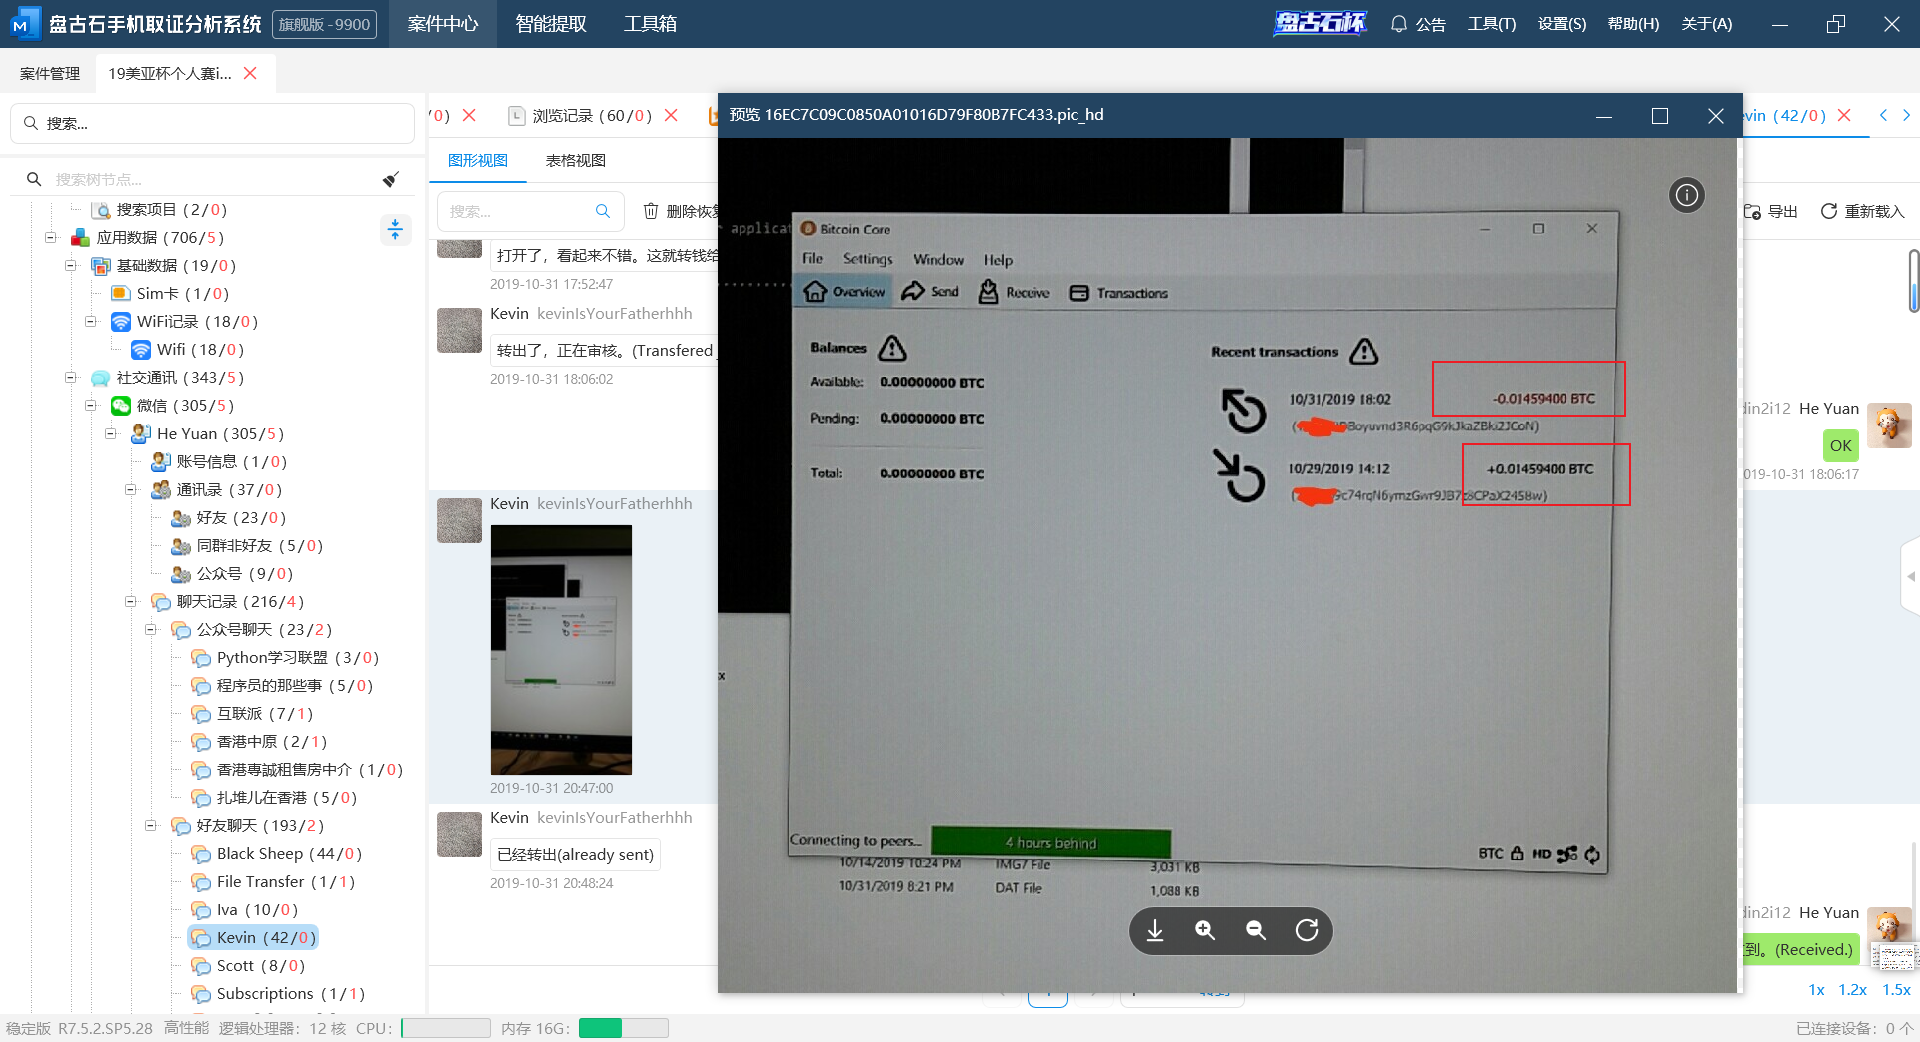 盘古石手机取证分析系统 旗舰版 -9900 案件中心 智能提取 工具箱 盘古石杯 公告 工具(T) 设置(S) 帮助(H) 关于(A)
案件管理 19美亚杯个人赛i...
搜索...
搜索树节点...
搜索项目 (2/0)
应用数据 (706/5)
基础数据 (19/0)
Sim卡 (1/0)
WiFi记录 (18/0)
Wifi (18/0)
社交通讯 (343/5)
微信 (305/5)
He Yuan (305/5)
账号信息 (1/0)
通讯录 (37/0)
好友 (23/0)
同群非好友 (5/0)
公众号 (9/0)
聊天记录 (216/4)
公众号聊天 (23/2)
Python学习联盟 (3/0)
程序员的那些事 (5/0)
互联派 (7/1)
香港中原 (2/1)
香港專誠租售房中介 (1/0)
扎堆儿在香港 (5/0)
好友聊天 (193/2)
Black Sheep (44/0)
File Transfer (1/1)
Iva (10/0)
Kevin (42/0)
Scott (8/0)
Subscriptions (1/1)
/0) 浏览记录 (60/0)
图形视图 表格视图
搜索... 删除恢复
打开了，看起来不错。这就转钱给
2019-10-31 17:52:47
Kevin kevinIsYourFatherhhh
转出了，正在审核。(Transfered
2019-10-31 18:06:02
Kevin kevinIsYourFatherhhh
2019-10-31 20:47:00
Kevin kevinIsYourFatherhhh
已经转出(already sent)
2019-10-31 20:48:24
预览 16EC7C09C0850A01016D79F80B7FC433.pic_hd
applicat
Bitcoin Core
File Settings Window Help
Overview Send Receive Transactions
Balances
Available: 0.00000000 BTC
Pending: 0.00000000 BTC
Total: 0.00000000 BTC
Recent transactions
10/31/2019 18:02 -0.01459400 BTC
10/29/2019 14:12 +0.01459400 BTC
Connecting to peers... 4 hours behind
BTC HD
10/14/2019 10:24 PM IMG7 File 3,031 KB
10/31/2019 8:21 PM DAT File 1,088 KB
evin (42/0)
导出 重新载入
din2i12 He Yuan
OK
019-10-31 18:06:17
din2i12 He Yuan
到。(Received.)
1x 1.2x 1.5x
稳定版 R7.5.2.SP5.28 高性能 逻辑处理器：12 核 CPU： 内存 16G： 已连接设备：0 个